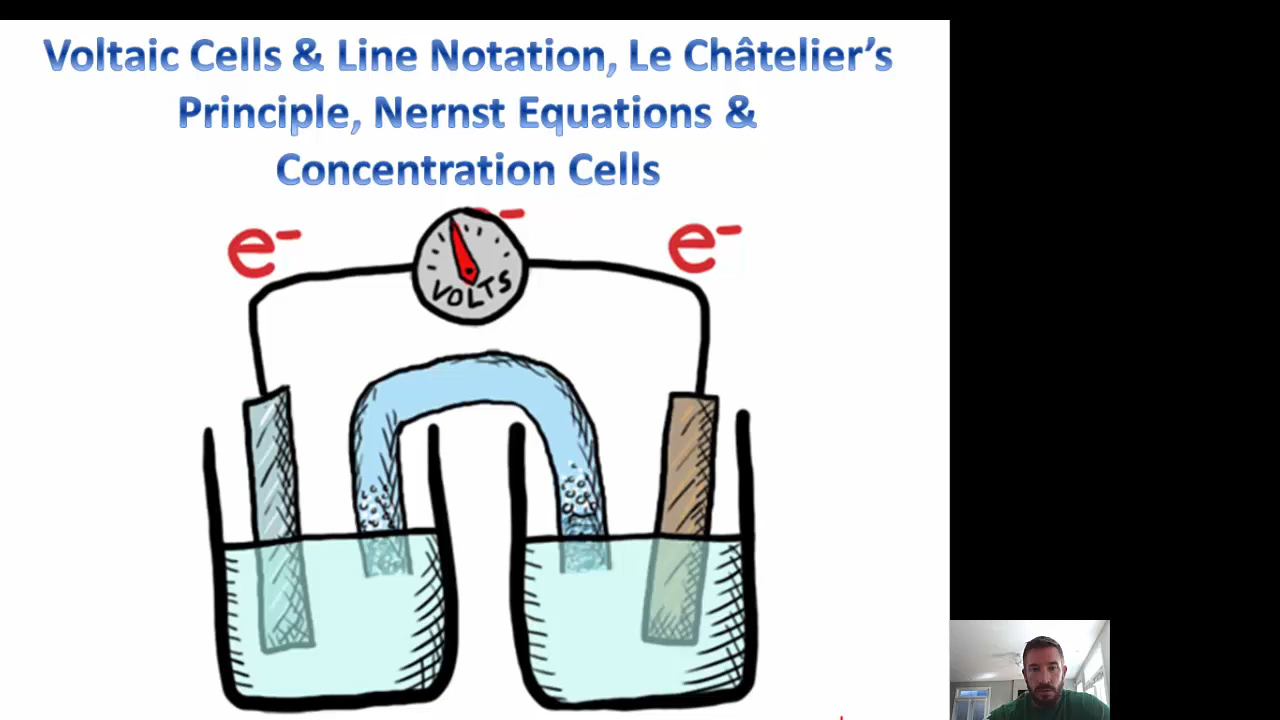 Voltaic Cells & Line Notation, Le Châtelier's
Principle, Nernst Equations &
Concentration Cells
e⁻
e⁻
VOLTS